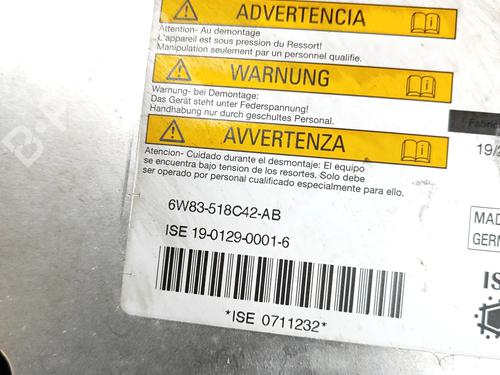 ADVERTENCIA
Attention- Au demontage
L'appareil est sous pression du Ressort!
Manipulation seulement par un personnel qualifie.
WARNUNG
Warnung- bei Demontage:
Das Gerät steht unter Federspannung!
Handhabung nur durch geschultes Personal.
AVVERTENZA
Atencion- Cuidado durante el desmontaje: El equipo
se encuentra bajo tension de los resortes. Solo debe
ser operado por personal cualificado especialmente para ello.
6W83-518C42-AB
ISE 19-0129-0001-6
*ISE 0711232*
19/2
MAD
GERM
IS